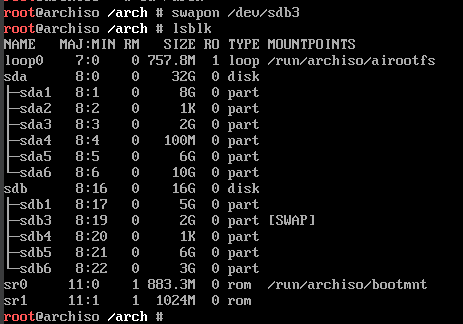 root@archiso /arch # swapon /dev/sdb3
root@archiso /arch # lsblk
NAME   MAJ:MIN RM   SIZE RO TYPE MOUNTPOINTS
loop0    7:0    0 757.8M  1 loop /run/archiso/airootfs
sda      8:0    0    32G  0 disk
├─sda1   8:1    0     8G  0 part
├─sda2   8:2    0     1K  0 part
├─sda3   8:3    0     2G  0 part
├─sda4   8:4    0   100M  0 part
├─sda5   8:5    0     6G  0 part
└─sda6   8:6    0    10G  0 part
sdb      8:16   0    16G  0 disk
├─sdb1   8:17   0     5G  0 part
├─sdb3   8:19   0     2G  0 part [SWAP]
├─sdb4   8:20   0     1K  0 part
├─sdb5   8:21   0     6G  0 part
└─sdb6   8:22   0     3G  0 part
sr0     11:0    1 883.3M  0 rom  /run/archiso/bootmnt
sr1     11:1    1  1024M  0 rom
root@archiso /arch #